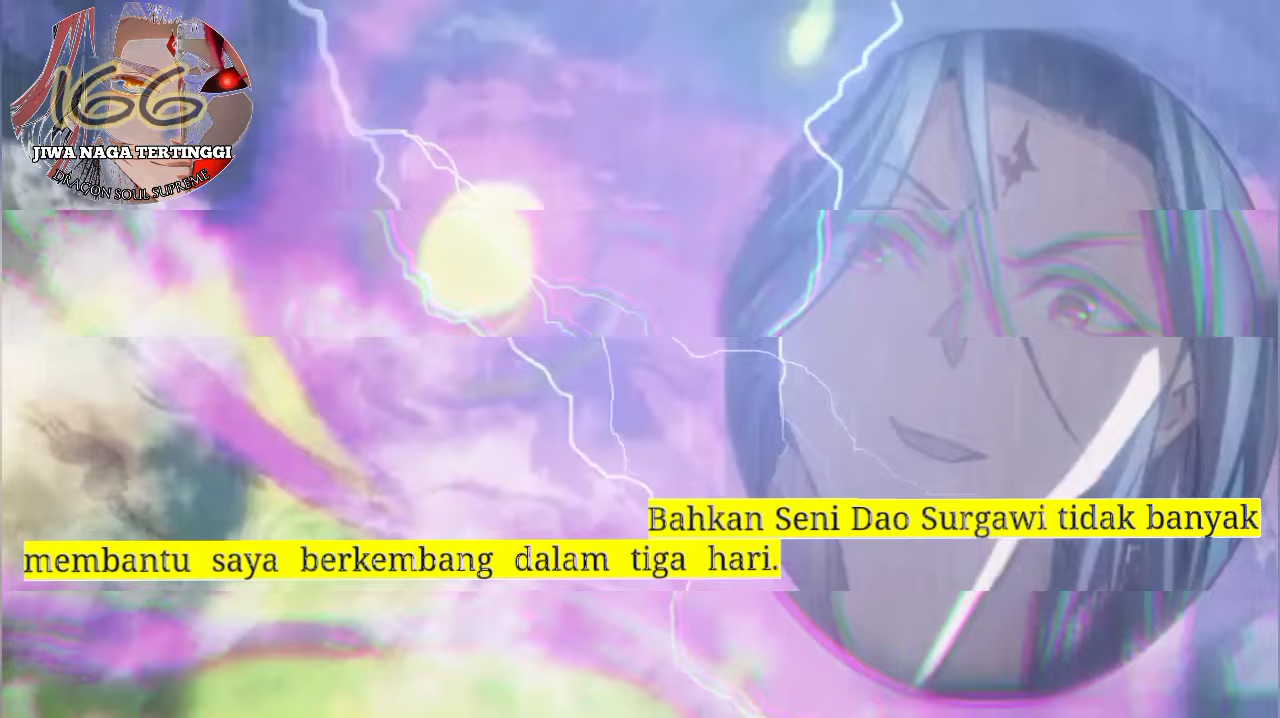 166
JIWA NAGA TERTINGGI
DRAGON SOUL SUPREME
Bahkan Seni Dao Surgawi tidak banyak
membantu saya berkembang dalam tiga hari.